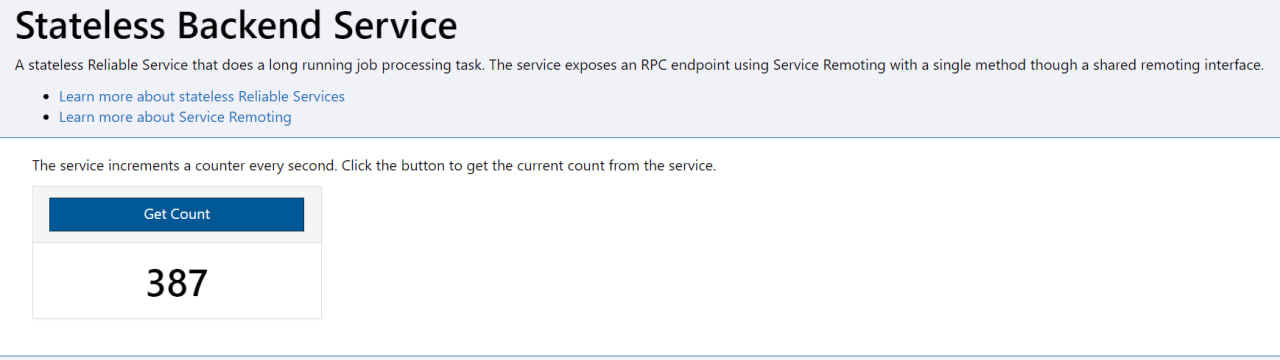 Stateless Backend Service
A stateless Reliable Service that does a long running job processing task. The service exposes an RPC endpoint using Service Remoting with a single method though a shared remoting interface.
Learn more about stateless Reliable Services
Learn more about Service Remoting
The service increments a counter every second. Click the button to get the current count from the service.
Get Count
387